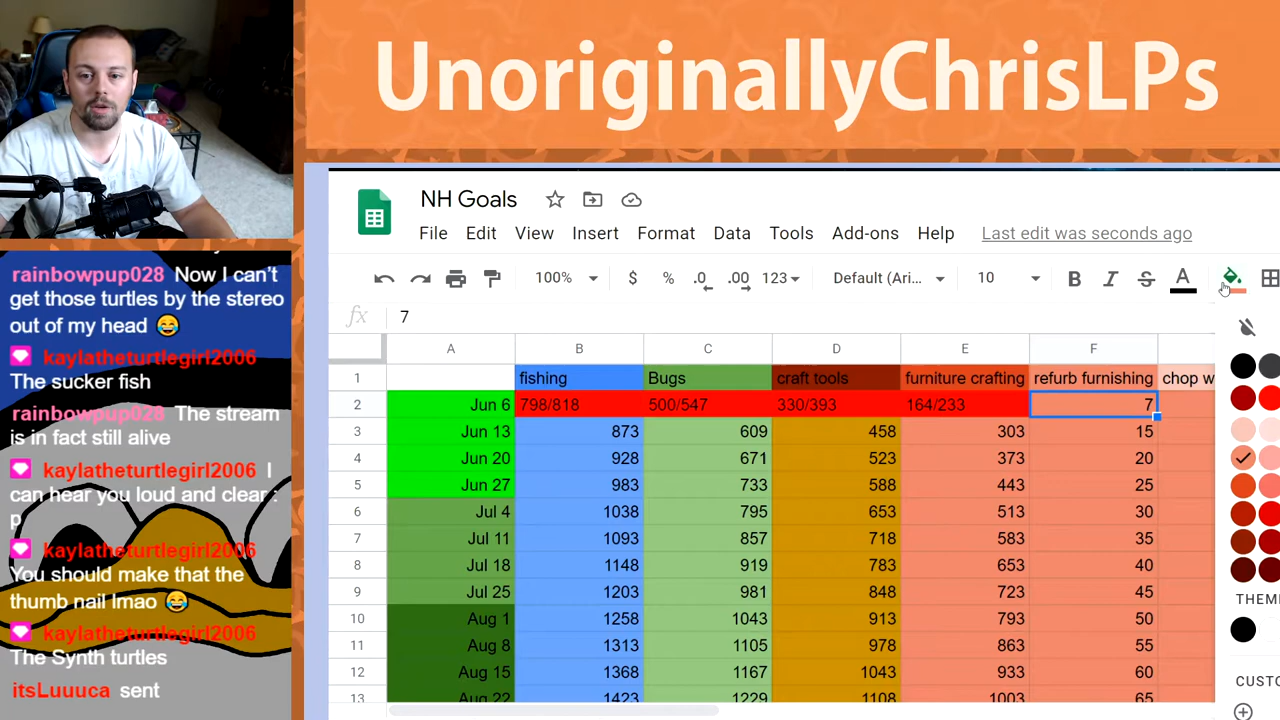 UnoriginallyChrisLPs
rainbowpup028 Now I can't
get those turtles by the stereo
out of my head 😂
kaylatheturtlegirl2006
The sucker fish
rainbowpup028 The stream
is in fact still alive
kaylatheturtlegirl2006 I
can hear you loud and clear :
p
kaylatheturtlegirl2006
You should make that the
thumb nail lmao 😂
kaylatheturtlegirl2006
The Synth turtles
itsLuuuca sent
NH Goals
File Edit View Insert Format Data Tools Add-ons Help Last edit was seconds ago
100% $ % .0 .00 123 Default (Ari... 10 B I S A
fx 7
A B C D E F
1 fishing Bugs craft tools furniture crafting refurb furnishing chop w
2 Jun 6 798/818 500/547 330/393 164/233 7
3 Jun 13 873 609 458 303 15
4 Jun 20 928 671 523 373 20
5 Jun 27 983 733 588 443 25
6 Jul 4 1038 795 653 513 30
7 Jul 11 1093 857 718 583 35
8 Jul 18 1148 919 783 653 40
9 Jul 25 1203 981 848 723 45
10 Aug 1 1258 1043 913 793 50
11 Aug 8 1313 1105 978 863 55
12 Aug 15 1368 1167 1043 933 60
13 Aug 22 1423 1229 1108 1003 65
THEM
CUSTO